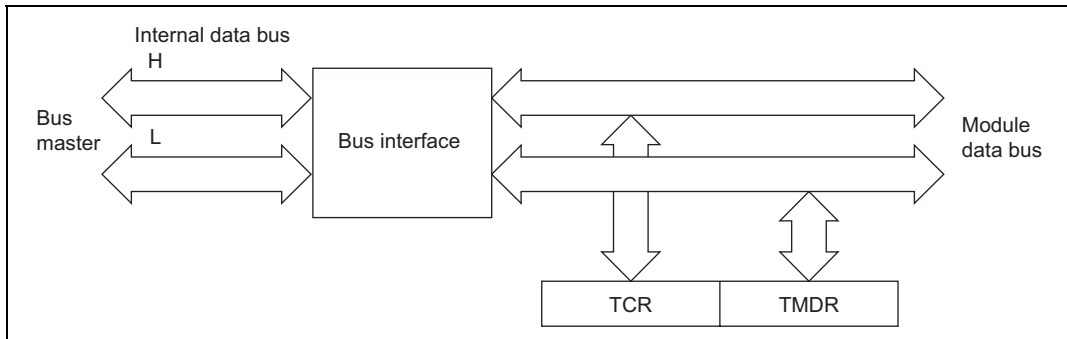 Internal data bus
H
Bus
master
L
Bus interface
Module
data bus
TCR
TMDR